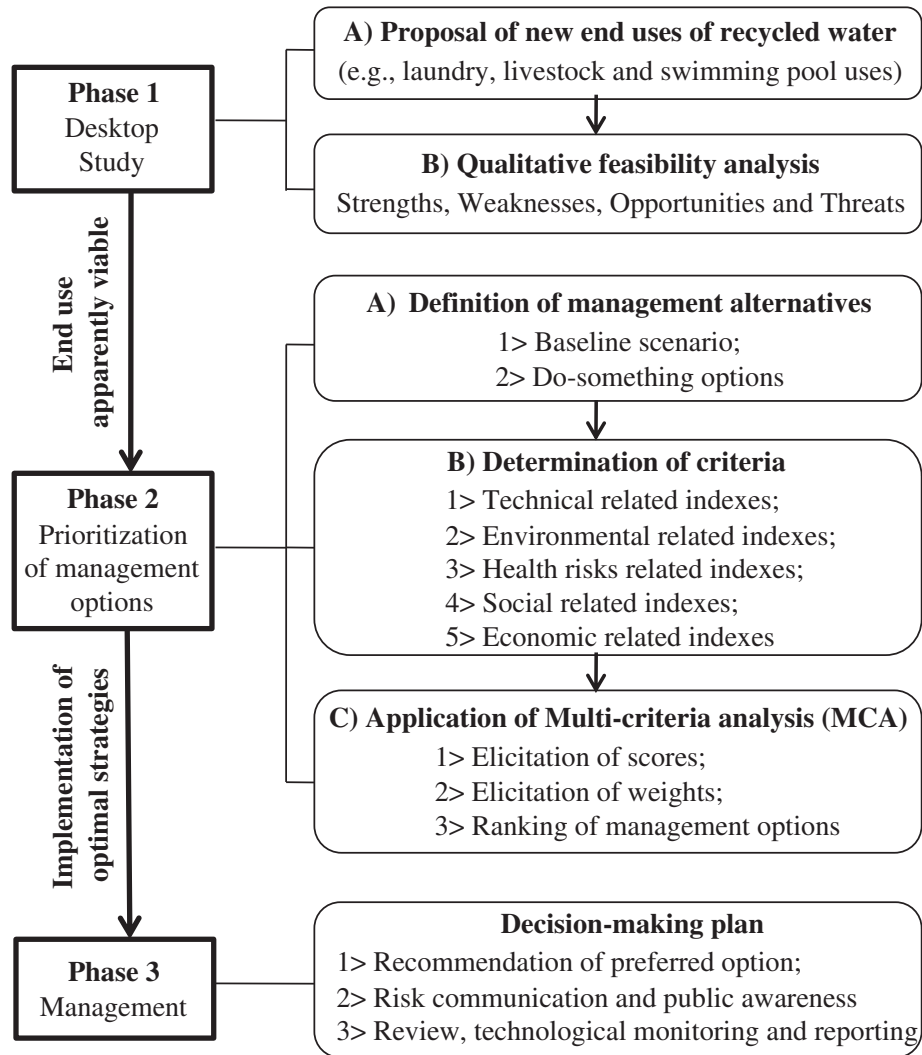 Phase 1
Desktop
Study
A) Proposal of new end uses of recycled water
(e.g., laundry, livestock and swimming pool uses)
B) Qualitative feasibility analysis
Strengths, Weaknesses, Opportunities and Threats
End use
apparently viable
Phase 2
Prioritization
of management
options
A) Definition of management alternatives
1> Baseline scenario;
2> Do-something options
B) Determination of criteria
1> Technical related indexes;
2> Environmental related indexes;
3> Health risks related indexes;
4> Social related indexes;
5> Economic related indexes
C) Application of Multi-criteria analysis (MCA)
1> Elicitation of scores;
2> Elicitation of weights;
3> Ranking of management options
Implementation of
optimal strategies
Phase 3
Management
Decision-making plan
1> Recommendation of preferred option;
2> Risk communication and public awareness
3> Review, technological monitoring and reporting